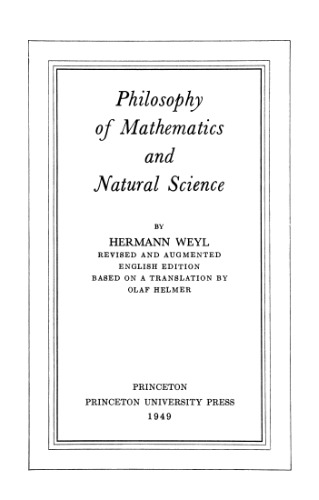 Philosophy
of Mathematics
and
Natural Science
BY
HERMANN WEYL
REVISED AND AUGMENTED
ENGLISH EDITION
BASED ON A TRANSLATION BY
OLAF HELMER
PRINCETON
PRINCETON UNIVERSITY PRESS
1949